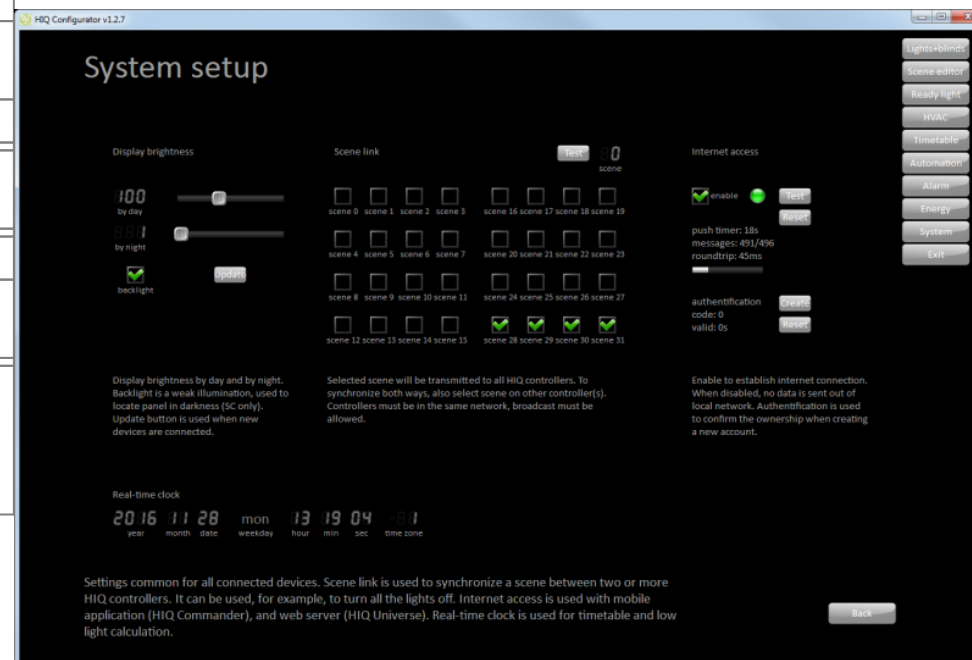 HIQ Configurator v1.2.7
System setup
Lights+blinds
Scene editor
Ready light
HVAC
Timetable
Automation
Alarm
Energy
System
Exit
Display brightness
100
by day
1
by night
backlight
Update
Scene link
Test
0
scene
scene 0 scene 1 scene 2 scene 3 scene 16 scene 17 scene 18 scene 19
scene 4 scene 5 scene 6 scene 7 scene 20 scene 21 scene 22 scene 23
scene 8 scene 9 scene 10 scene 11 scene 24 scene 25 scene 26 scene 27
scene 12 scene 13 scene 14 scene 15 scene 28 scene 29 scene 30 scene 31
Internet access
enable
Test
Reset
push timer: 18s
messages: 491/496
roundtrip: 45ms
authentification
code: 0
valid: 0s
Create
Reset
Display brightness by day and by night.
Backlight is a weak illumination, used to
locate panel in darkness (SC only).
Update button is used when new
devices are connected.
Selected scene will be transmitted to all HIQ controllers. To
synchronize both ways, also select scene on other controller(s).
Controllers must be in the same network, broadcast must be
allowed.
Enable to establish internet connection.
When disabled, no data is sent out of
local network. Authentification is used
to confirm the ownership when creating
a new account.
Real-time clock
2016 11 28 mon 13 19 04 -1
year month date weekday hour min sec time zone
Settings common for all connected devices. Scene link is used to synchronize a scene between two or more
HIQ controllers. It can be used, for example, to turn all the lights off. Internet access is used with mobile
application (HIQ Commander), and web server (HIQ Universe). Real-time clock is used for timetable and low
light calculation.
Back